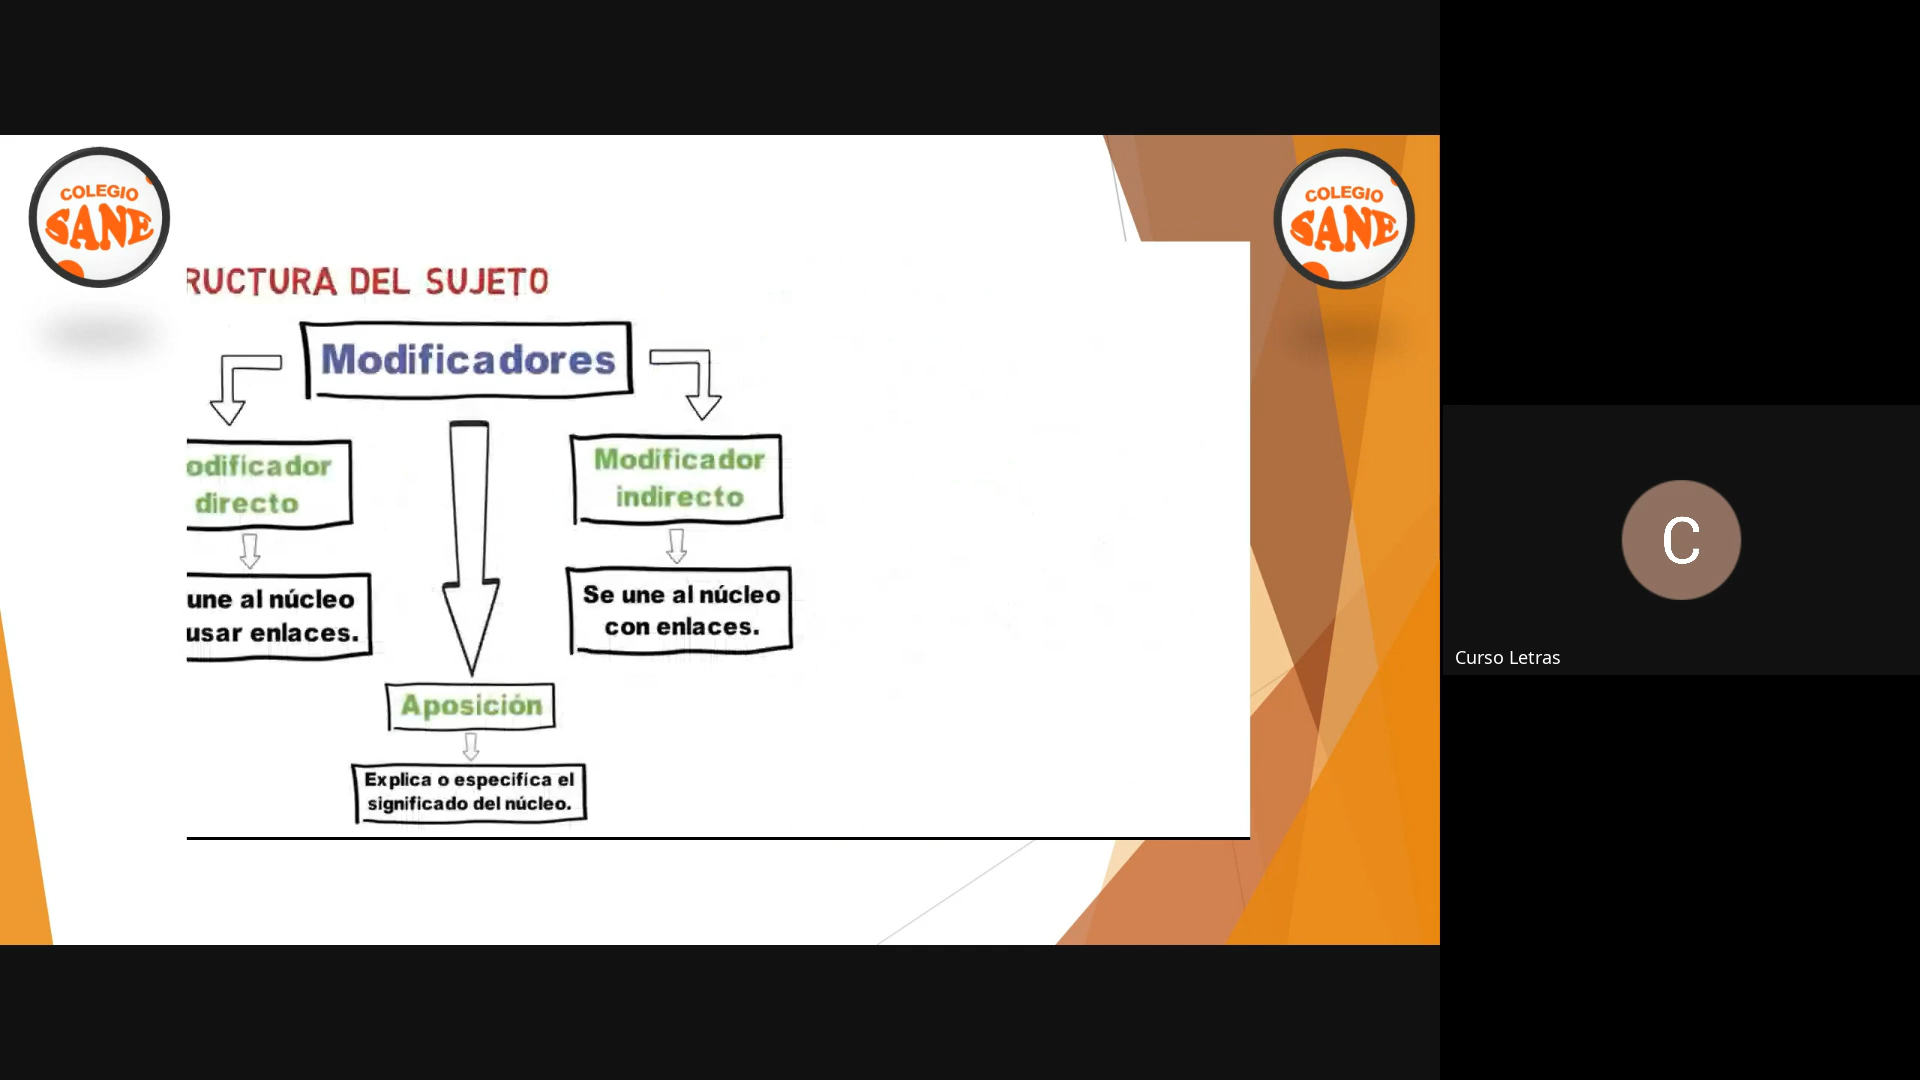 COLEGIO
SANE
COLEGIO
SANE
RUCTURA DEL SUJETO
Modificadores
odificador
directo
Modificador
indirecto
une al núcleo
usar enlaces.
Se une al núcleo
con enlaces.
Aposición
Explica o especifica el
significado del núcleo.
C
Curso Letras